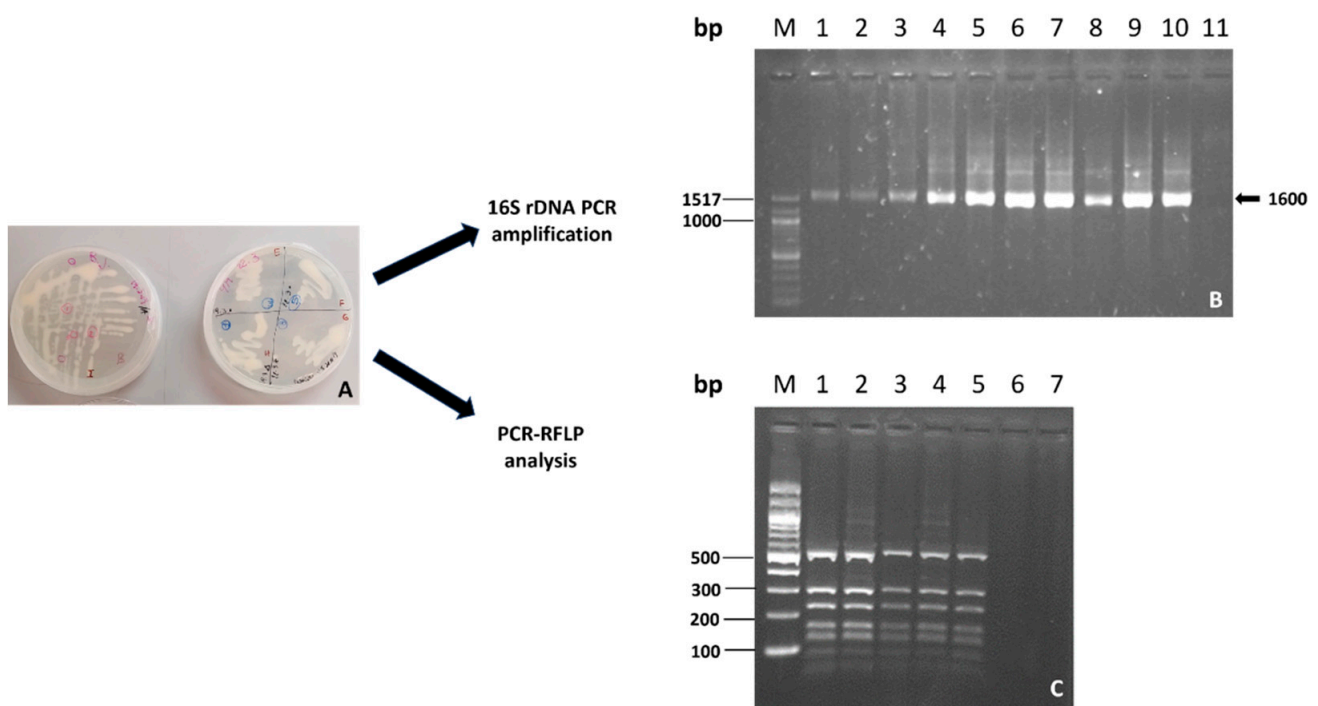 bp M 1 2 3 4 5 6 7 8 9 10 11
1517
1000
1600
B
16S rDNA PCR
amplification
A
PCR-RFLP
analysis
bp M 1 2 3 4 5 6 7
500
300
200
100
C
E
F
G
H
I